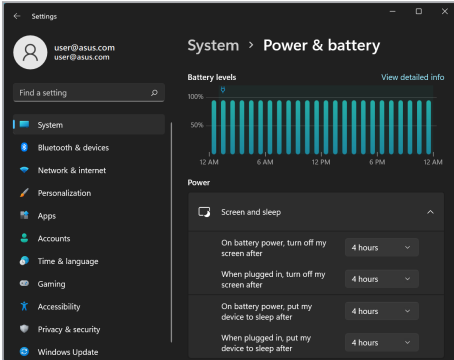 Settings
user@asus.com
user@asus.com
Find a setting
System
Bluetooth & devices
Network & internet
Personalization
Apps
Accounts
Time & language
Gaming
Accessibility
Privacy & security
Windows Update
System > Power & battery
Battery levels
View detailed info
100%
50%
12 AM 6 AM 12 PM 6 PM 12 AM
Power
Screen and sleep
On battery power, turn off my
screen after
4 hours
When plugged in, turn off my
screen after
4 hours
On battery power, put my
device to sleep after
4 hours
When plugged in, put my
device to sleep after
4 hours